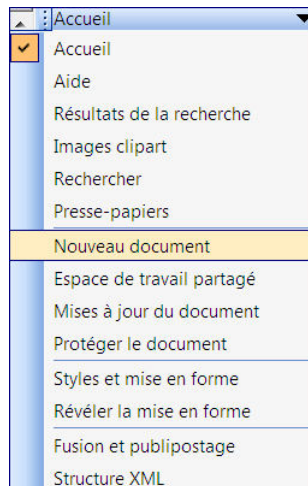 Accueil
Accueil
Aide
Résultats de la recherche
Images clipart
Rechercher
Presse-papiers
Nouveau document
Espace de travail partagé
Mises à jour du document
Protéger le document
Styles et mise en forme
Révéler la mise en forme
Fusion et publipostage
Structure XML